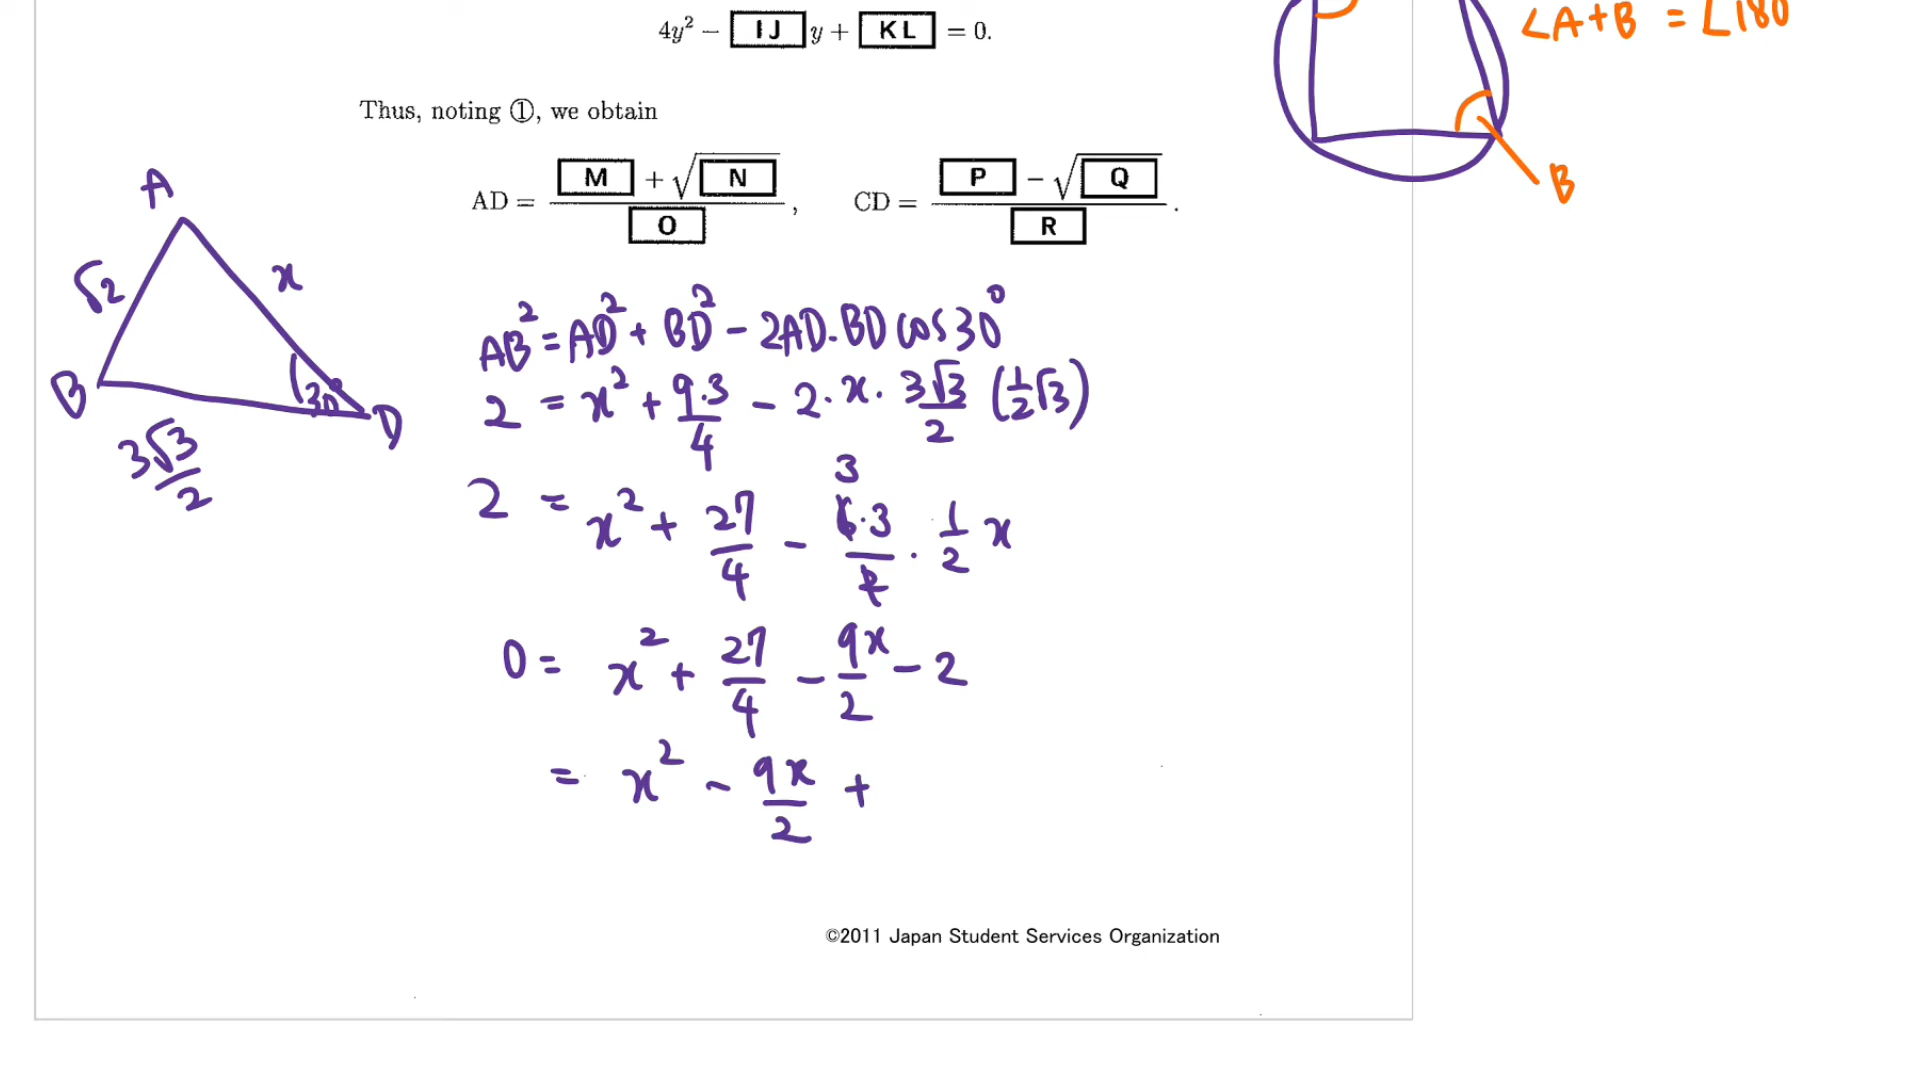 4y² − IJ y + KL = 0.
∠A+B = ∠180
Thus, noting ①, we obtain
AD = (M + √N)/O , CD = (P − √Q)/R .
B
A
√2
x
B
30
D
3√3/2
AB² = AD² + BD² − 2AD.BD cos 30⁰
2 = x² + 9.3/4 − 2.x. 3√3/2 (1/2 √3)
3
2 = x² + 27/4 − 6.3/2 . 1/2 x
0 = x² + 27/4 − 9x/2 − 2
= x² − 9x/2 +
©2011 Japan Student Services Organization